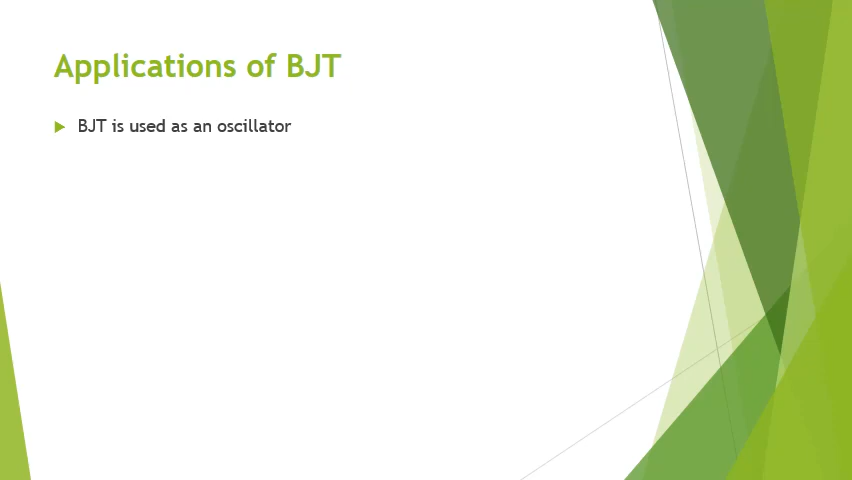 Applications of BJT
BJT is used as an oscillator